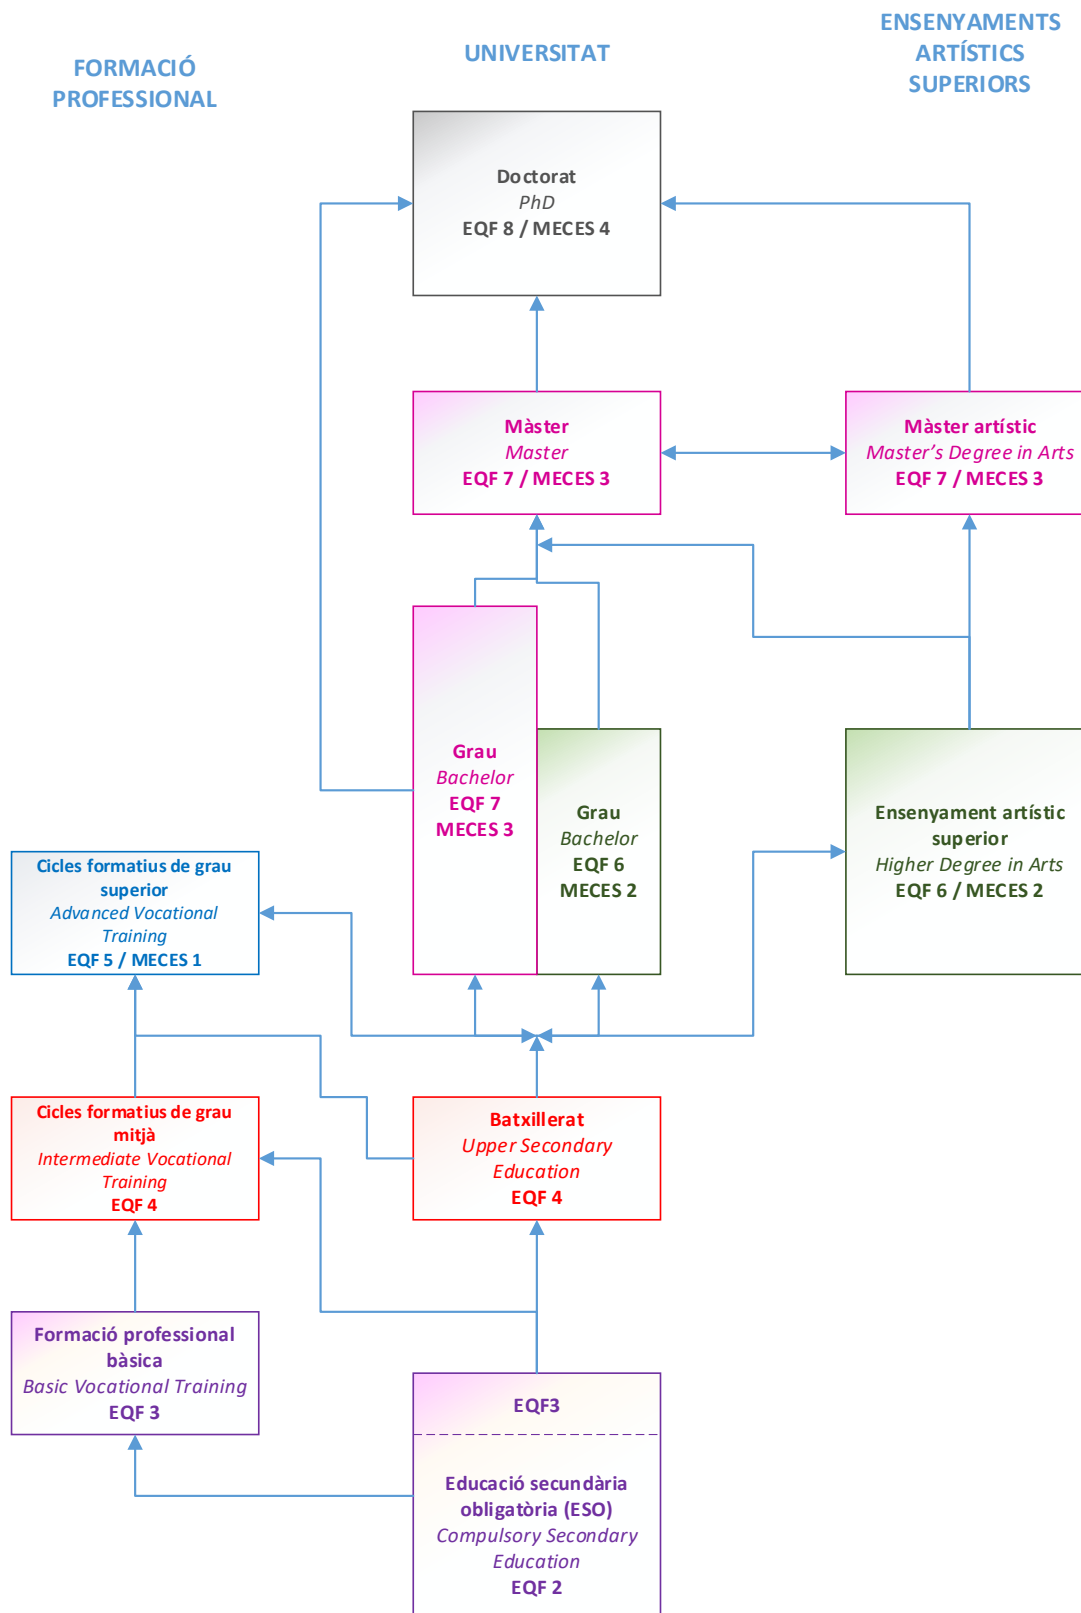 FORMACIÓ
PROFESSIONAL
UNIVERSITAT
ENSENYAMENTS
ARTÍSTICS
SUPERIORS
Doctorat
PhD
EQF 8 / MECES 4
Màster
Master
EQF 7 / MECES 3
Màster artístic
Master's Degree in Arts
EQF 7 / MECES 3
Grau
Bachelor
EQF 7
MECES 3
Grau
Bachelor
EQF 6
MECES 2
Ensenyament artístic
superior
Higher Degree in Arts
EQF 6 / MECES 2
Cicles formatius de grau
superior
Advanced Vocational
Training
EQF 5 / MECES 1
Cicles formatius de grau
mitjà
Intermediate Vocational
Training
EQF 4
Batxillerat
Upper Secondary
Education
EQF 4
Formació professional
bàsica
Basic Vocational Training
EQF 3
EQF3
Educació secundària
obligatòria (ESO)
Compulsory Secondary
Education
EQF 2